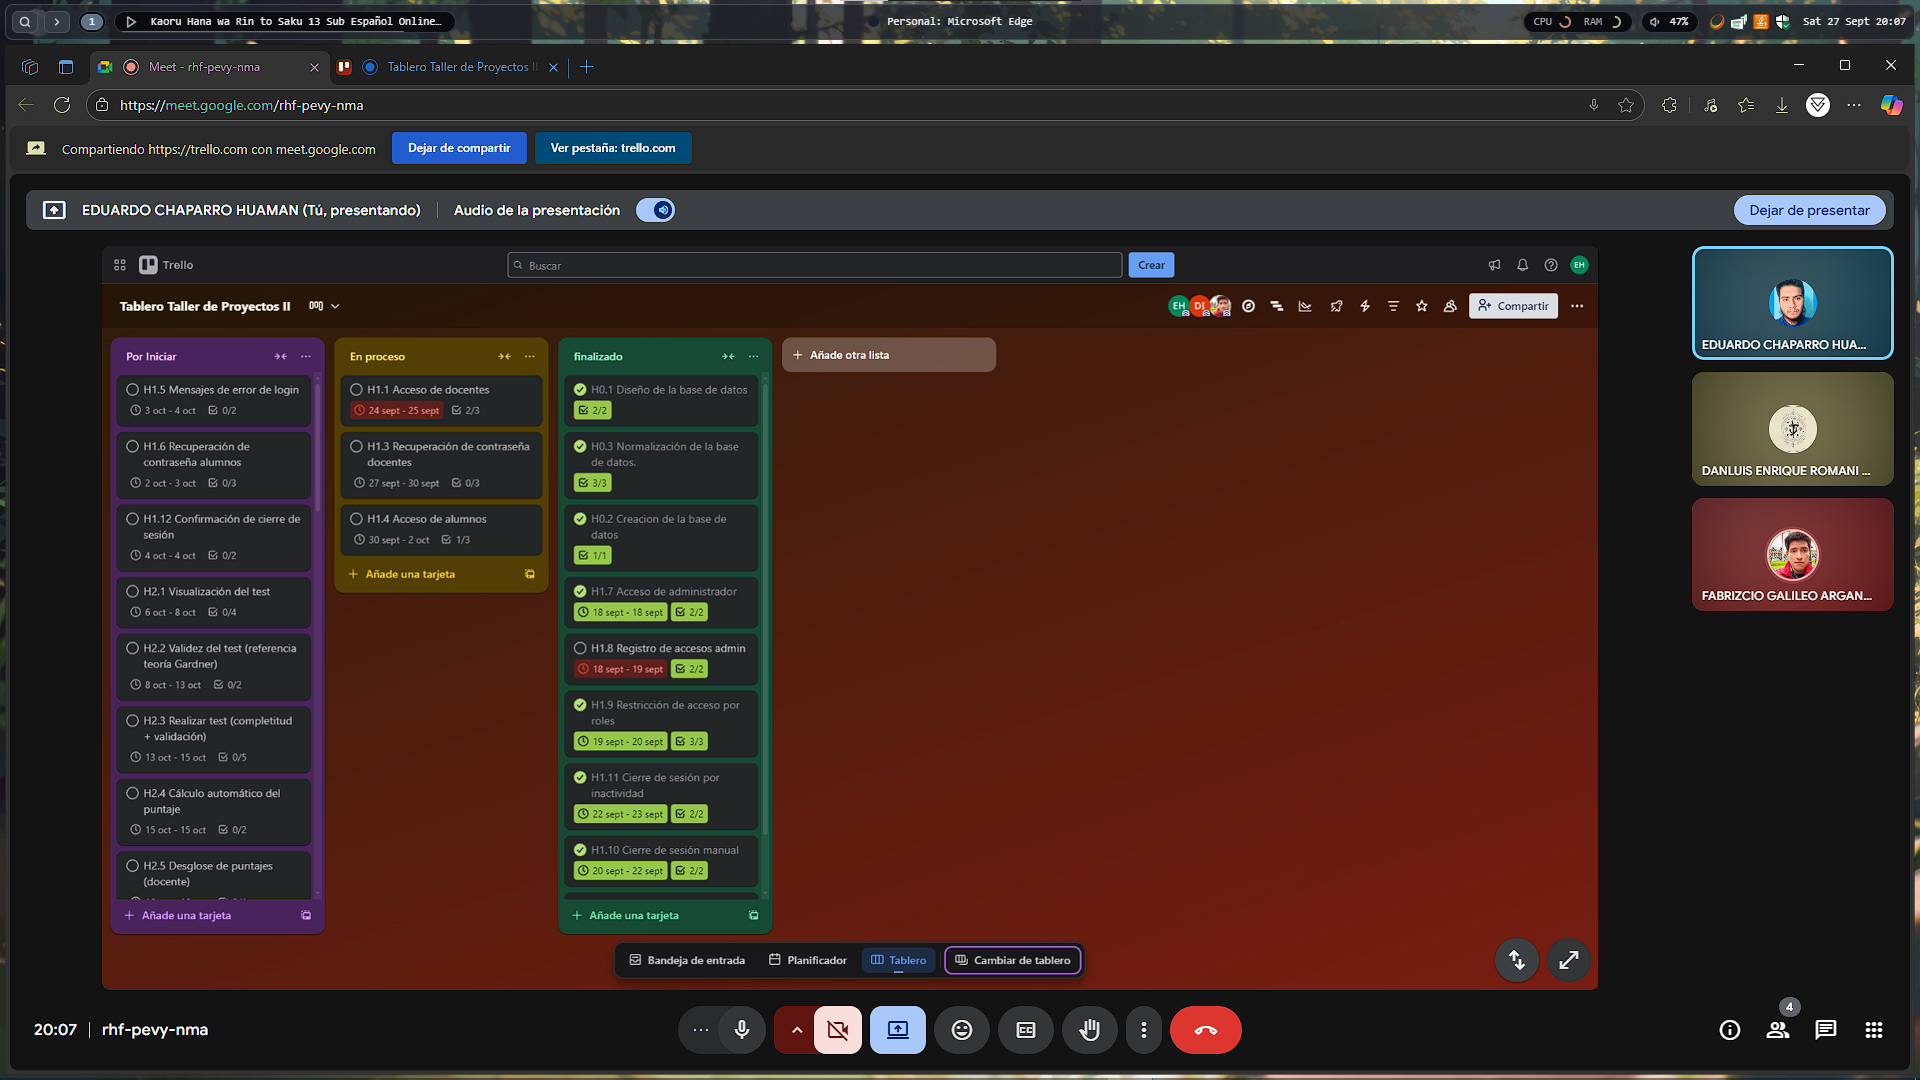 1
Kaoru Hana wa Rin to Saku 13 Sub Español Online…
Personal: Microsoft Edge
CPU
RAM
47%
Sat 27 Sept 20:07
Meet - rhf-pevy-nma
Tablero Taller de Proyectos II
https://meet.google.com/rhf-pevy-nma
Compartiendo https://trello.com con meet.google.com
Dejar de compartir
Ver pestaña: trello.com
EDUARDO CHAPARRO HUAMAN (Tú, presentando)
Audio de la presentación
Dejar de presentar
Trello
Buscar
Crear
EH
Tablero Taller de Proyectos II
EH
DI
Compartir
Por Iniciar
H1.5 Mensajes de error de login
3 oct - 4 oct 0/2
H1.6 Recuperación de
contraseña alumnos
2 oct - 3 oct 0/3
H1.12 Confirmación de cierre de
sesión
4 oct - 4 oct 0/2
H2.1 Visualización del test
6 oct - 8 oct 0/4
H2.2 Validez del test (referencia
teoría Gardner)
8 oct - 13 oct 0/2
H2.3 Realizar test (completitud
+ validación)
13 oct - 15 oct 0/5
H2.4 Cálculo automático del
puntaje
15 oct - 15 oct 0/2
H2.5 Desglose de puntajes
(docente)
Añade una tarjeta
En proceso
H1.1 Acceso de docentes
24 sept - 25 sept 2/3
H1.3 Recuperación de contraseña
docentes
27 sept - 30 sept 0/3
H1.4 Acceso de alumnos
30 sept - 2 oct 1/3
Añade una tarjeta
finalizado
H0.1 Diseño de la base de datos
2/2
H0.3 Normalización de la base
de datos.
3/3
H0.2 Creacion de la base de
datos
1/1
H1.7 Acceso de administrador
18 sept - 18 sept 2/2
H1.8 Registro de accesos admin
18 sept - 19 sept 2/2
H1.9 Restricción de acceso por
roles
19 sept - 20 sept 3/3
H1.11 Cierre de sesión por
inactividad
22 sept - 23 sept 2/2
H1.10 Cierre de sesión manual
20 sept - 22 sept 2/2
Añade una tarjeta
Añade otra lista
Bandeja de entrada
Planificador
Tablero
Cambiar de tablero
EDUARDO CHAPARRO HUA...
DANLUIS ENRIQUE ROMANI ...
FABRIZCIO GALILEO ARGAN...
20:07
rhf-pevy-nma
4